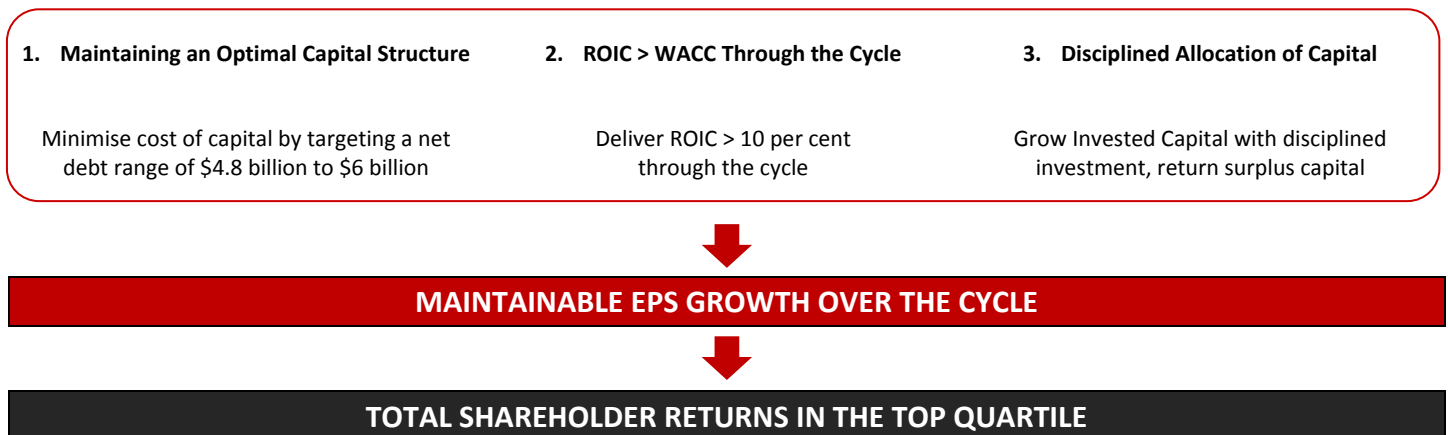 1. Maintaining an Optimal Capital Structure
Minimise cost of capital by targeting a net
debt range of $4.8 billion to $6 billion
2. ROIC > WACC Through the Cycle
Deliver ROIC > 10 per cent
through the cycle
3. Disciplined Allocation of Capital
Grow Invested Capital with disciplined
investment, return surplus capital
MAINTAINABLE EPS GROWTH OVER THE CYCLE
TOTAL SHAREHOLDER RETURNS IN THE TOP QUARTILE